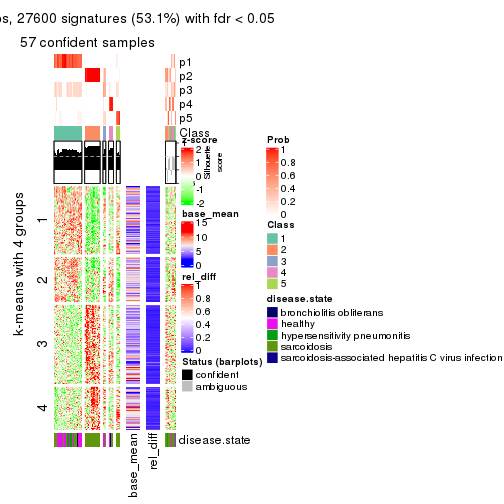 os, 27600 signatures (53.1%) with fdr < 0.05
57 confident samples
p1
p2
p3
p4
p5
Class
Silhouette
score
k-means with 4 groups
1
2
3
4
base_mean
rel_diff
disease.state
z-score
2
1
0
-1
-2
base_mean
15
10
5
0
rel_diff
1
0.8
0.6
0.4
0.2
0
Status (barplots)
confident
ambiguous
Prob
1
0.8
0.6
0.4
0.2
0
Class
1
2
3
4
5
disease.state
bronchiolitis obliterans
healthy
hypersensitivity pneumonitis
sarcoidosis
sarcoidosis-associated hepatitis C virus infection